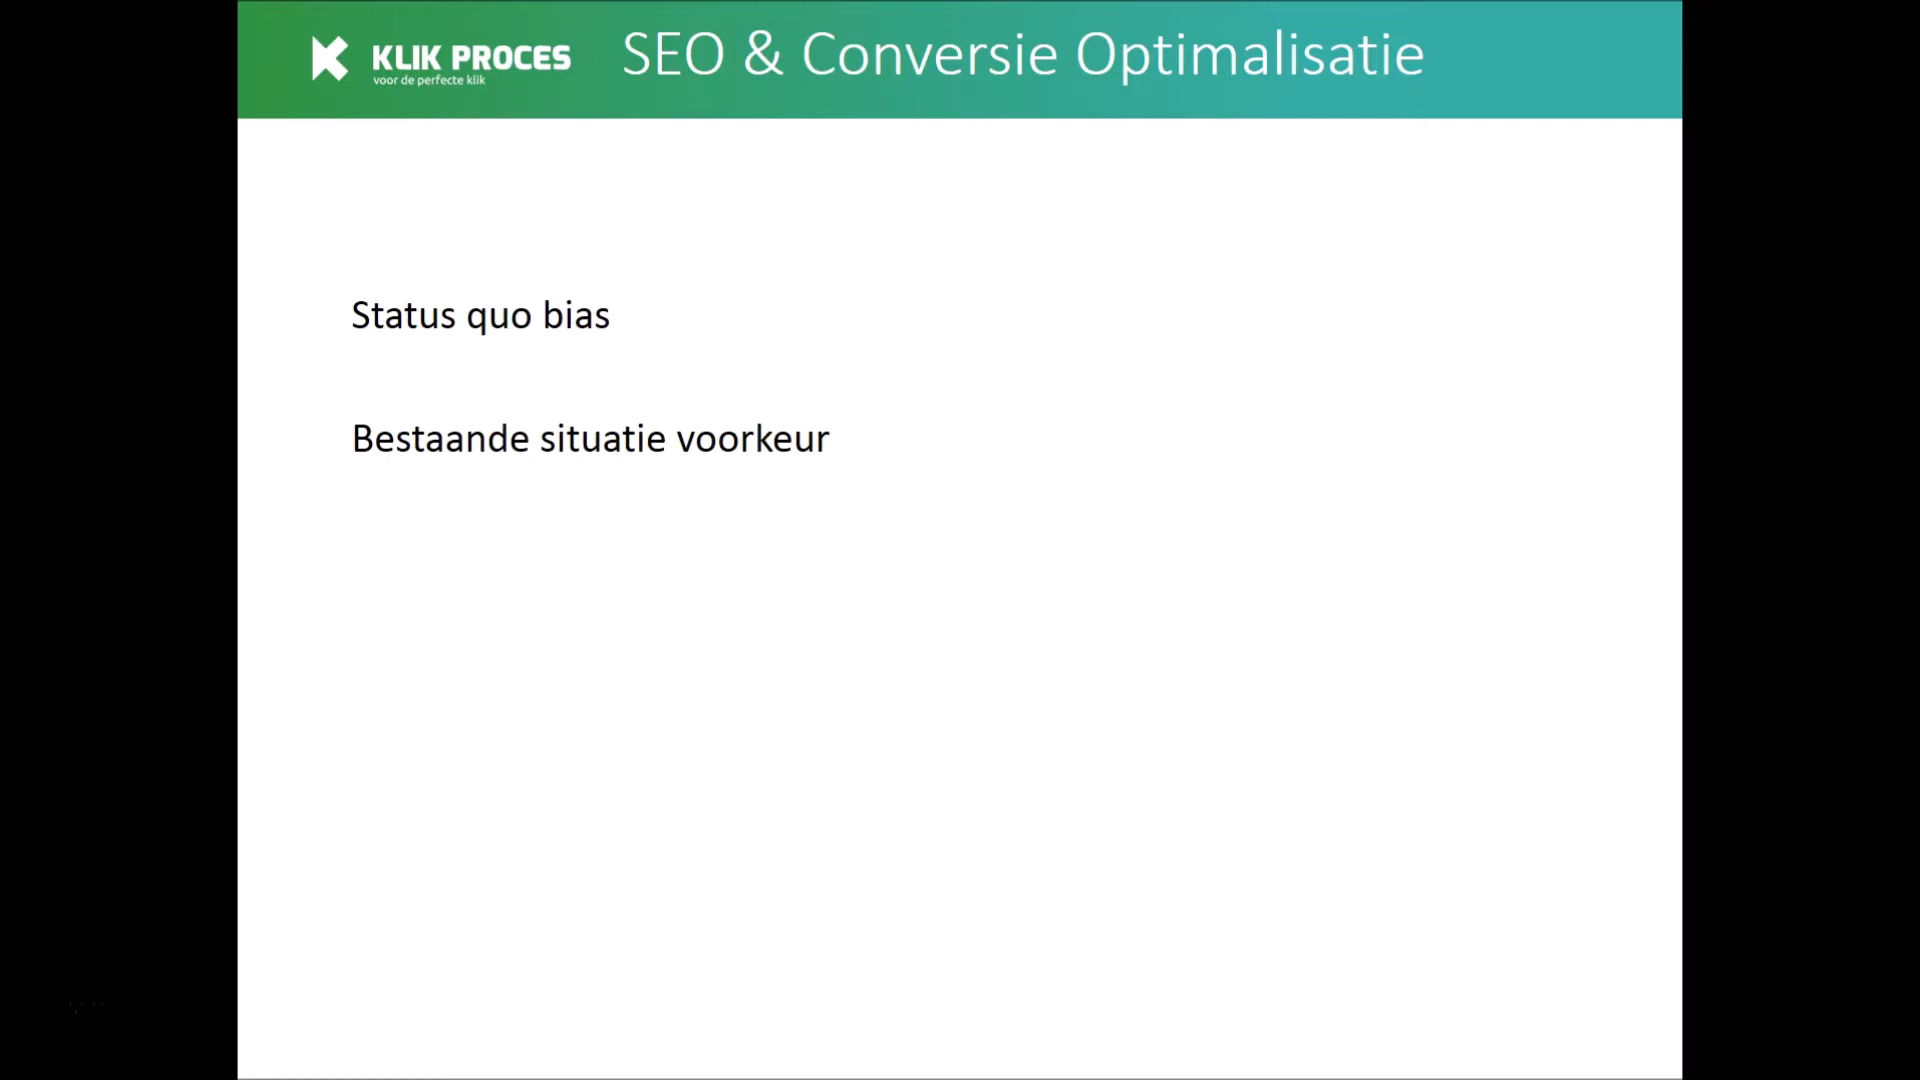 KLIK PROCES
voor de perfecte klik
SEO & Conversie Optimalisatie
Status quo bias
Bestaande situatie voorkeur